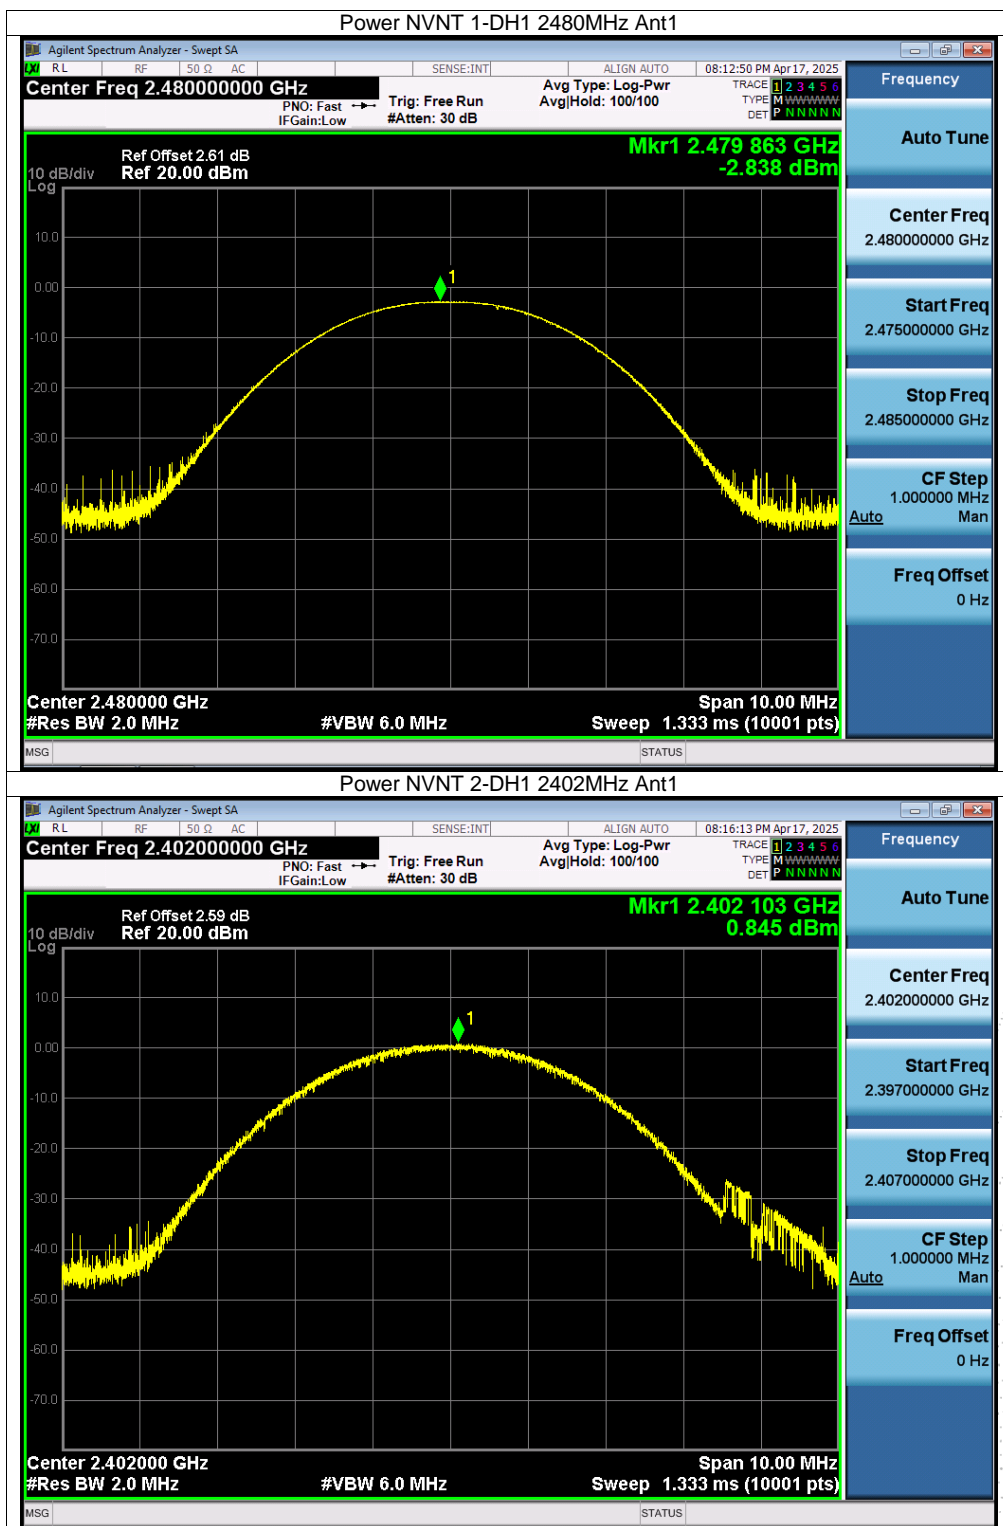 Power NVNT 1-DH1 2480MHz Ant1
Agilent Spectrum Analyzer - Swept SA
LXI RL RF 50 Ω AC SENSE:INT ALIGN AUTO 08:12:50 PM Apr 17, 2025
Center Freq 2.480000000 GHz
PNO: Fast
IFGain:Low
Trig: Free Run
#Atten: 30 dB
Avg Type: Log-Pwr
Avg|Hold: 100/100
TRACE 1 2 3 4 5 6
TYPE M WWWWW
DET P N N N N N
Frequency
Auto Tune
Mkr1 2.479 863 GHz
-2.838 dBm
Ref Offset 2.61 dB
10 dB/div Ref 20.00 dBm
Log
10.0
0.00
-10.0
-20.0
-30.0
-40.0
-50.0
-60.0
-70.0
1
Center Freq
2.480000000 GHz
Start Freq
2.475000000 GHz
Stop Freq
2.485000000 GHz
CF Step
1.000000 MHz
Auto Man
Freq Offset
0 Hz
Center 2.480000 GHz Span 10.00 MHz
#Res BW 2.0 MHz #VBW 6.0 MHz Sweep 1.333 ms (10001 pts)
MSG STATUS
Power NVNT 2-DH1 2402MHz Ant1
Agilent Spectrum Analyzer - Swept SA
LXI RL RF 50 Ω AC SENSE:INT ALIGN AUTO 08:16:13 PM Apr 17, 2025
Center Freq 2.402000000 GHz
PNO: Fast
IFGain:Low
Trig: Free Run
#Atten: 30 dB
Avg Type: Log-Pwr
Avg|Hold: 100/100
TRACE 1 2 3 4 5 6
TYPE M WWWWW
DET P N N N N N
Frequency
Auto Tune
Mkr1 2.402 103 GHz
0.845 dBm
Ref Offset 2.59 dB
10 dB/div Ref 20.00 dBm
Log
10.0
0.00
-10.0
-20.0
-30.0
-40.0
-50.0
-60.0
-70.0
1
Center Freq
2.402000000 GHz
Start Freq
2.397000000 GHz
Stop Freq
2.407000000 GHz
CF Step
1.000000 MHz
Auto Man
Freq Offset
0 Hz
Center 2.402000 GHz Span 10.00 MHz
#Res BW 2.0 MHz #VBW 6.0 MHz Sweep 1.333 ms (10001 pts)
MSG STATUS